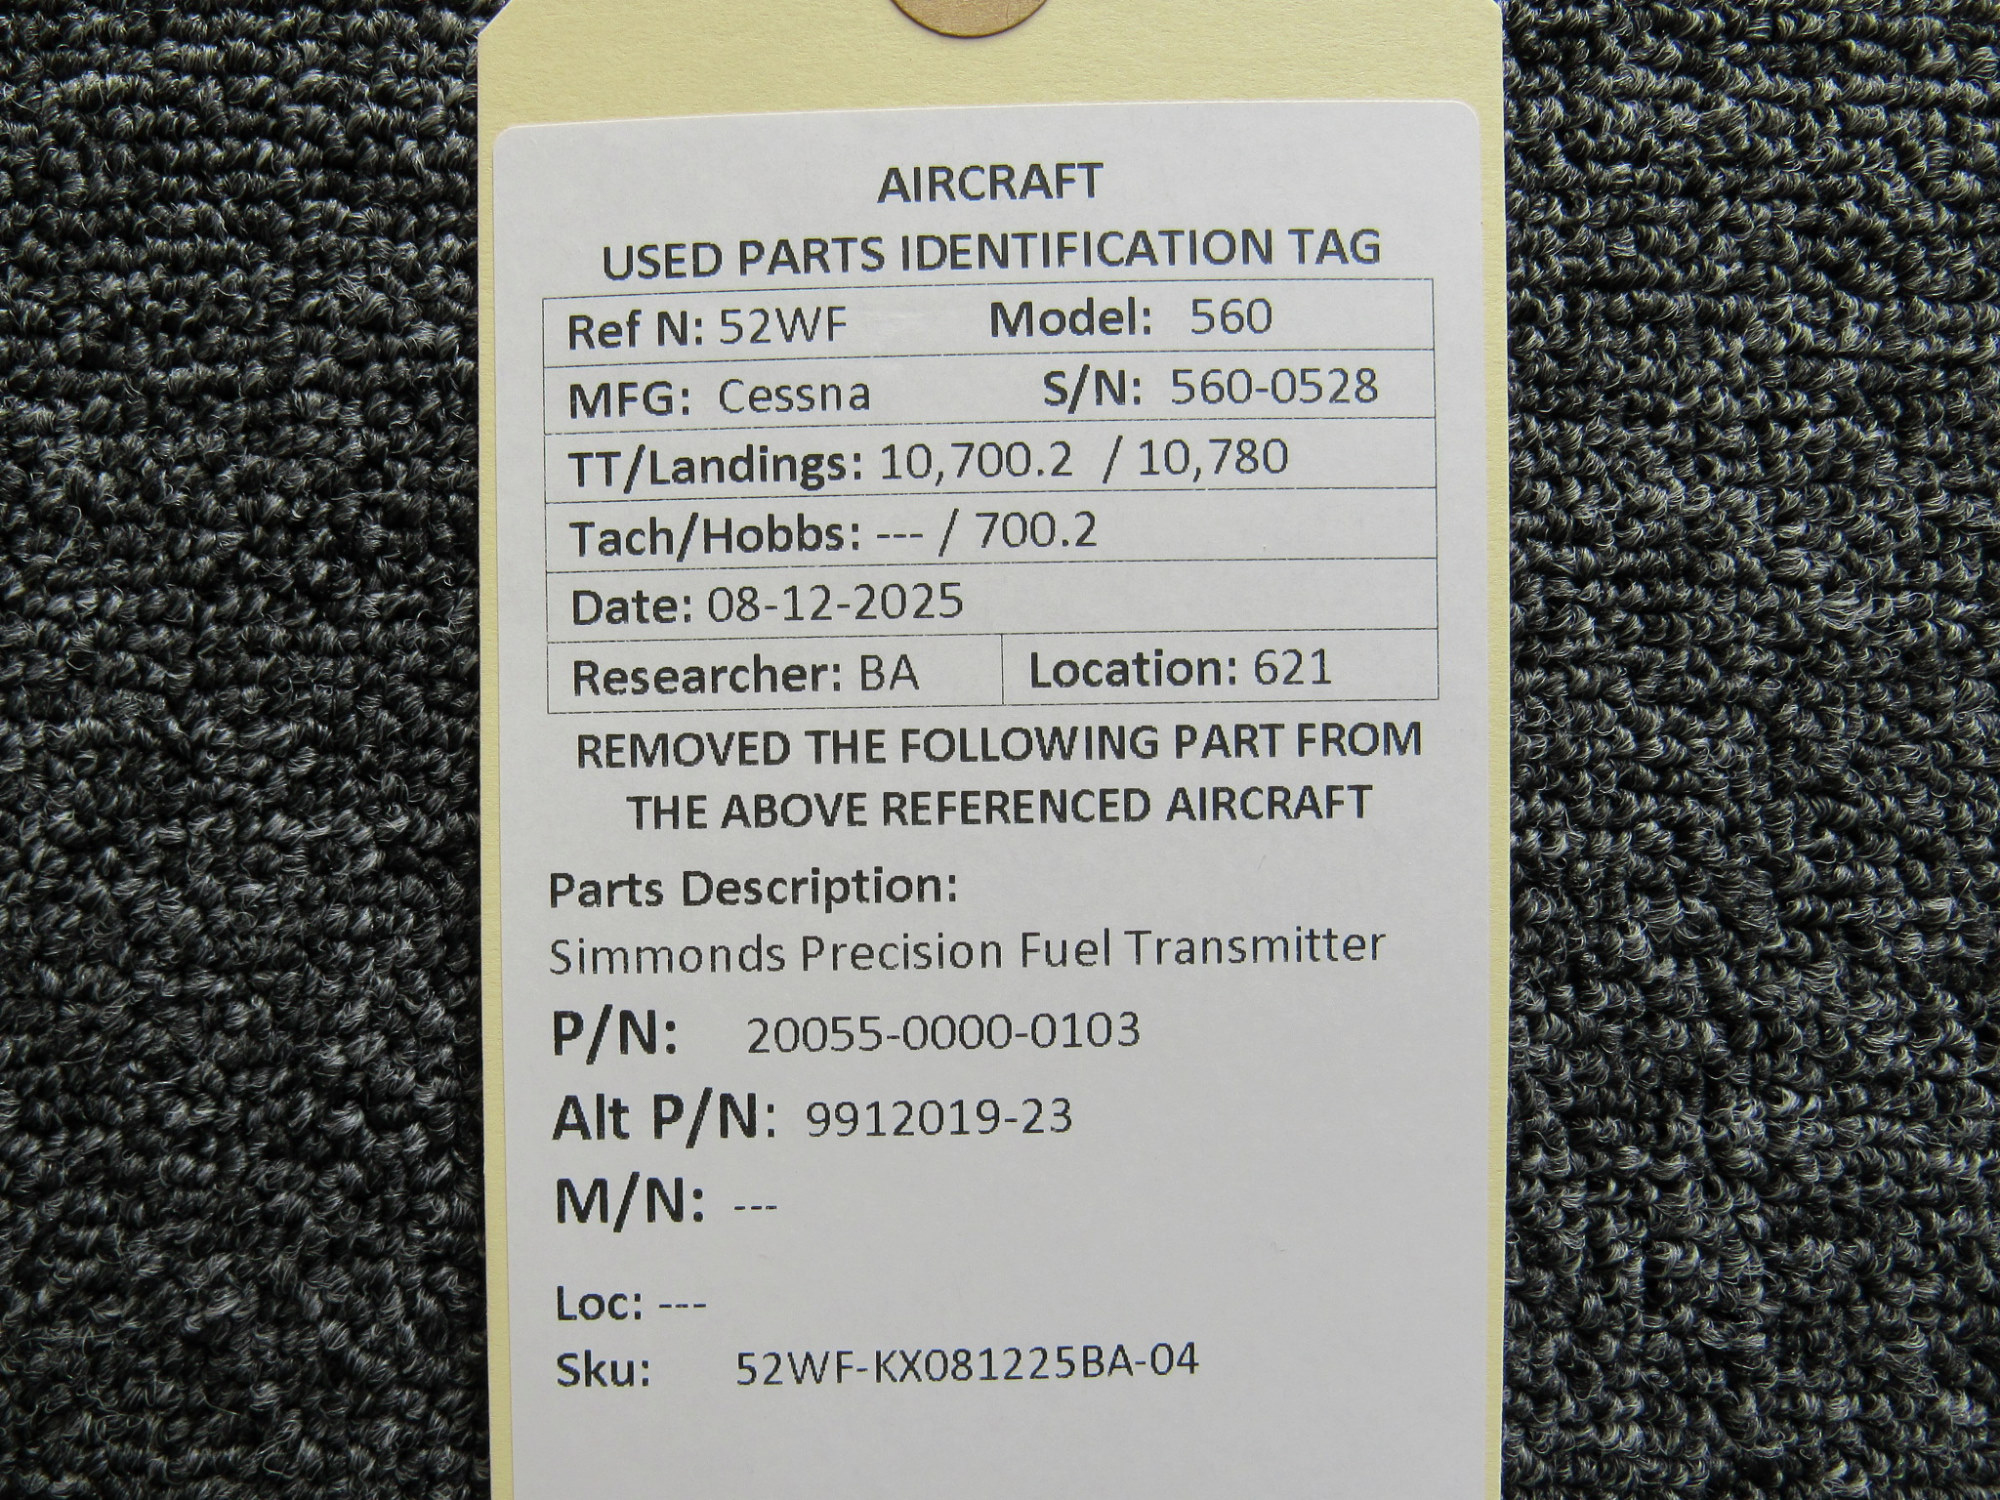 AIRCRAFT
USED PARTS IDENTIFICATION TAG
Ref N: 52WF Model: 560
MFG: Cessna S/N: 560-0528
TT/Landings: 10,700.2 / 10,780
Tach/Hobbs: --- / 700.2
Date: 08-12-2025
Researcher: BA Location: 621
REMOVED THE FOLLOWING PART FROM
THE ABOVE REFERENCED AIRCRAFT
Parts Description:
Simmonds Precision Fuel Transmitter
P/N: 20055-0000-0103
Alt P/N: 9912019-23
M/N: ---
Loc: ---
Sku: 52WF-KX081225BA-04